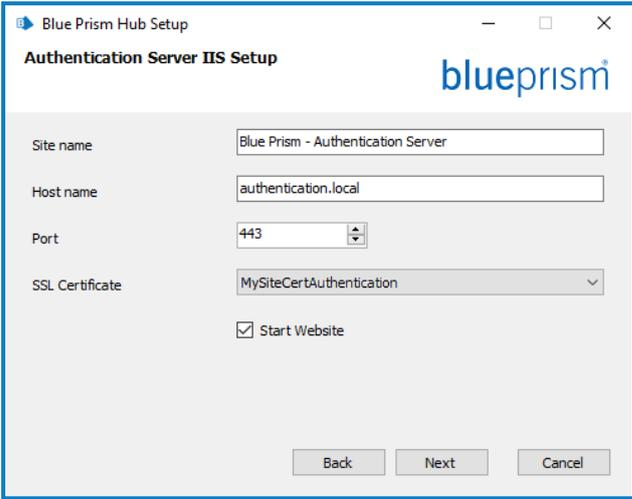 Blue Prism Hub Setup
Authentication Server IIS Setup
blueprism®
Site name
Blue Prism - Authentication Server
Host name
authentication.local
Port
443
SSL Certificate
MySiteCertAuthentication
Start Website
Back Next Cancel